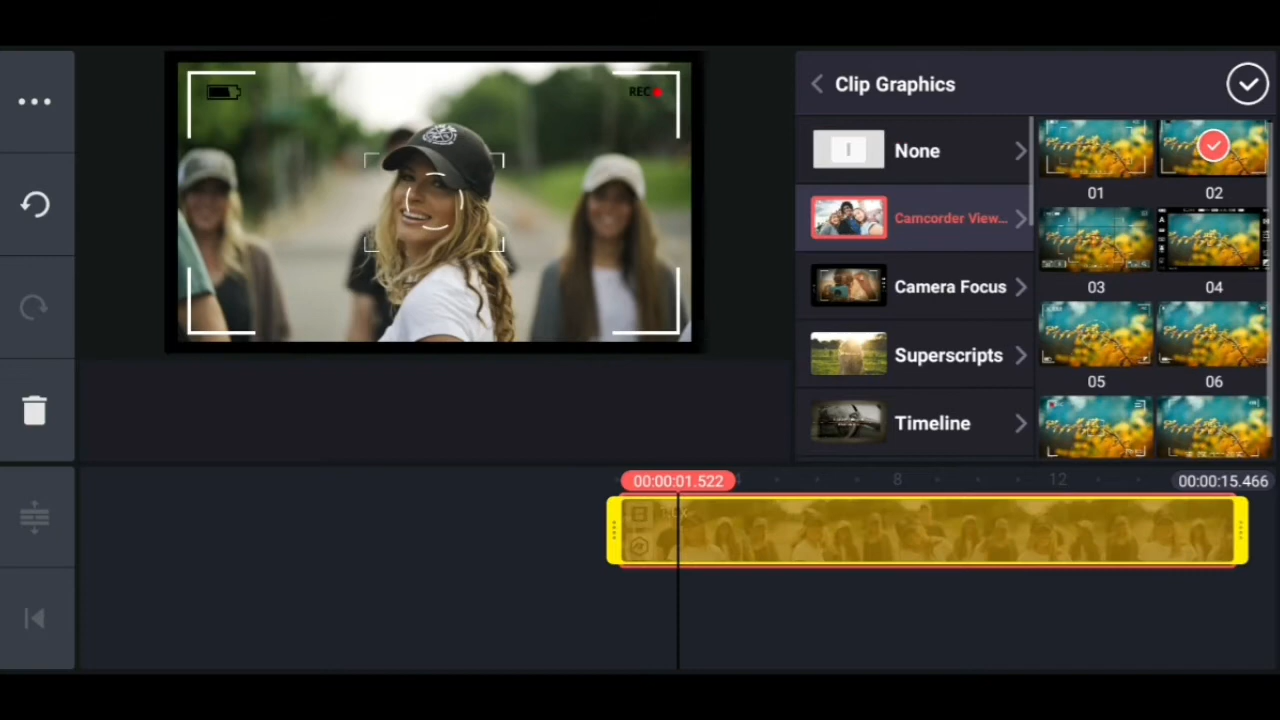 REC
Clip Graphics
None
Camcorder View...
Camera Focus
Superscripts
Timeline
01
02
03
04
05
06
00:00:01.522
8
12
00:00:15.466